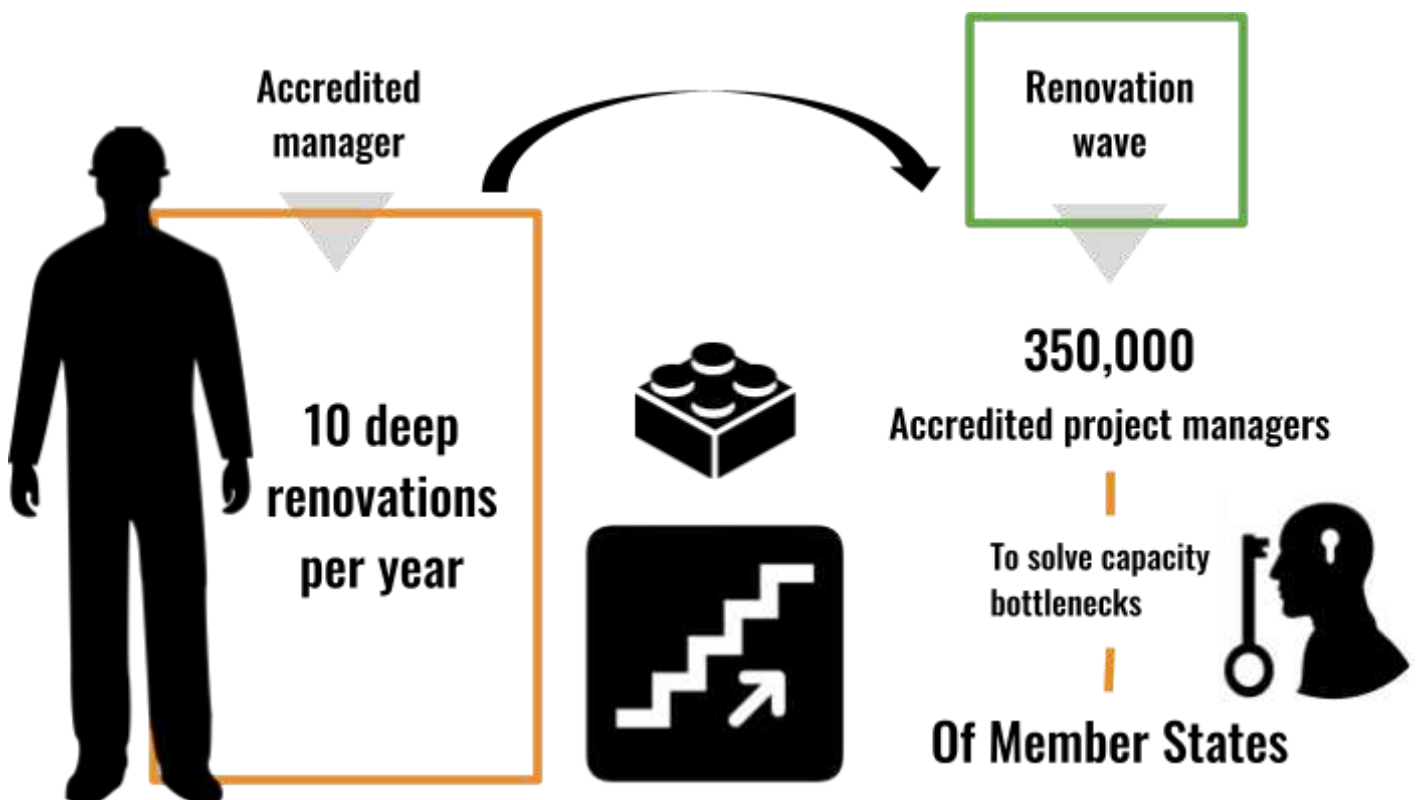 Accredited
manager
10 deep
renovations
per year
Renovation
wave
350,000
Accredited project managers
To solve capacity
bottlenecks
Of Member States